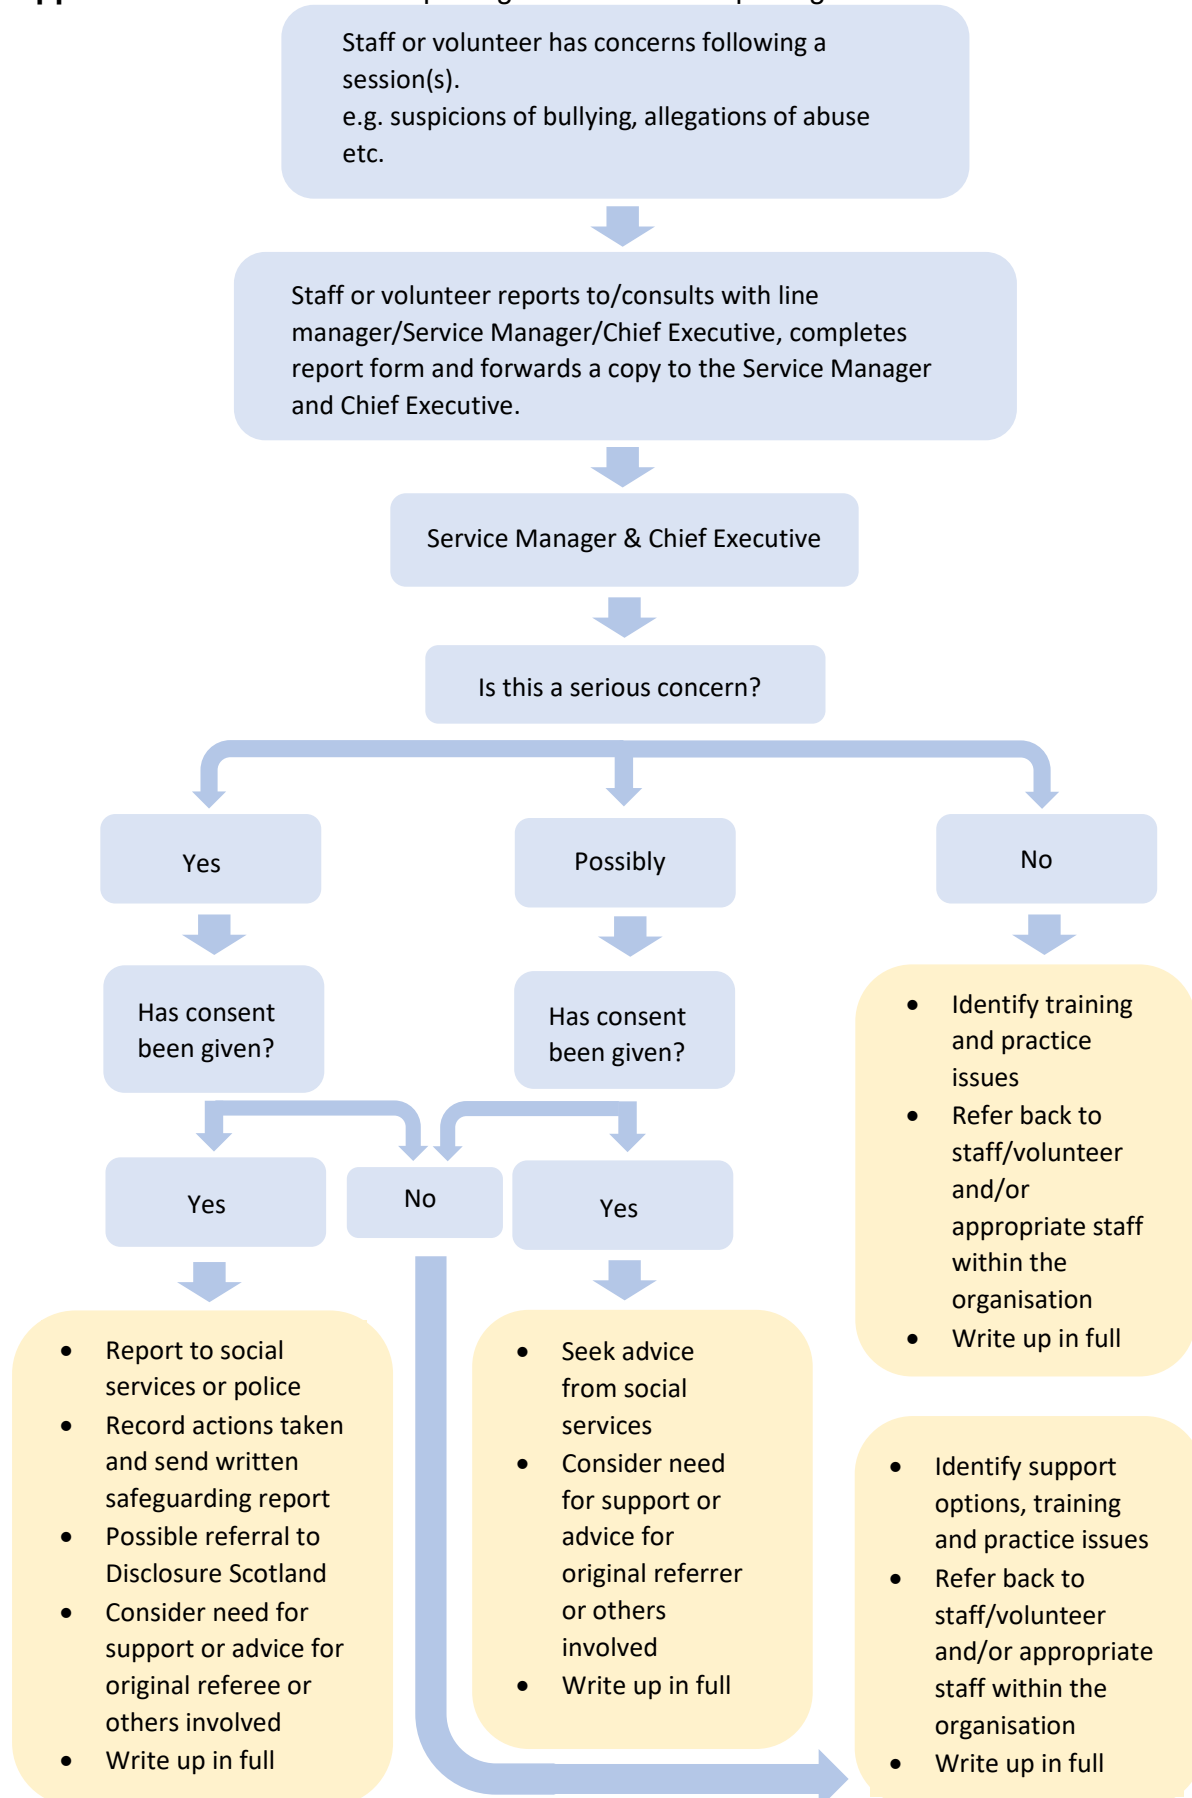 Staff or volunteer has concerns following a
session(s).
e.g. suspicions of bullying, allegations of abuse
etc.
Staff or volunteer reports to/consults with line
manager/Service Manager/Chief Executive, completes
report form and forwards a copy to the Service Manager
and Chief Executive.
Service Manager & Chief Executive
Is this a serious concern?
Yes
Possibly
No
Has consent
been given?
Has consent
been given?
Yes
No
Yes
• Identify training
and practice
issues
• Refer back to
staff/volunteer
and/or
appropriate staff
within the
organisation
• Write up in full
• Report to social
services or police
• Record actions taken
and send written
safeguarding report
• Possible referral to
Disclosure Scotland
• Consider need for
support or advice for
original referee or
others involved
• Write up in full
• Seek advice
from social
services
• Consider need
for support or
advice for
original referrer
or others
involved
• Write up in full
• Identify support
options, training
and practice issues
• Refer back to
staff/volunteer
and/or appropriate
staff within the
organisation
• Write up in full